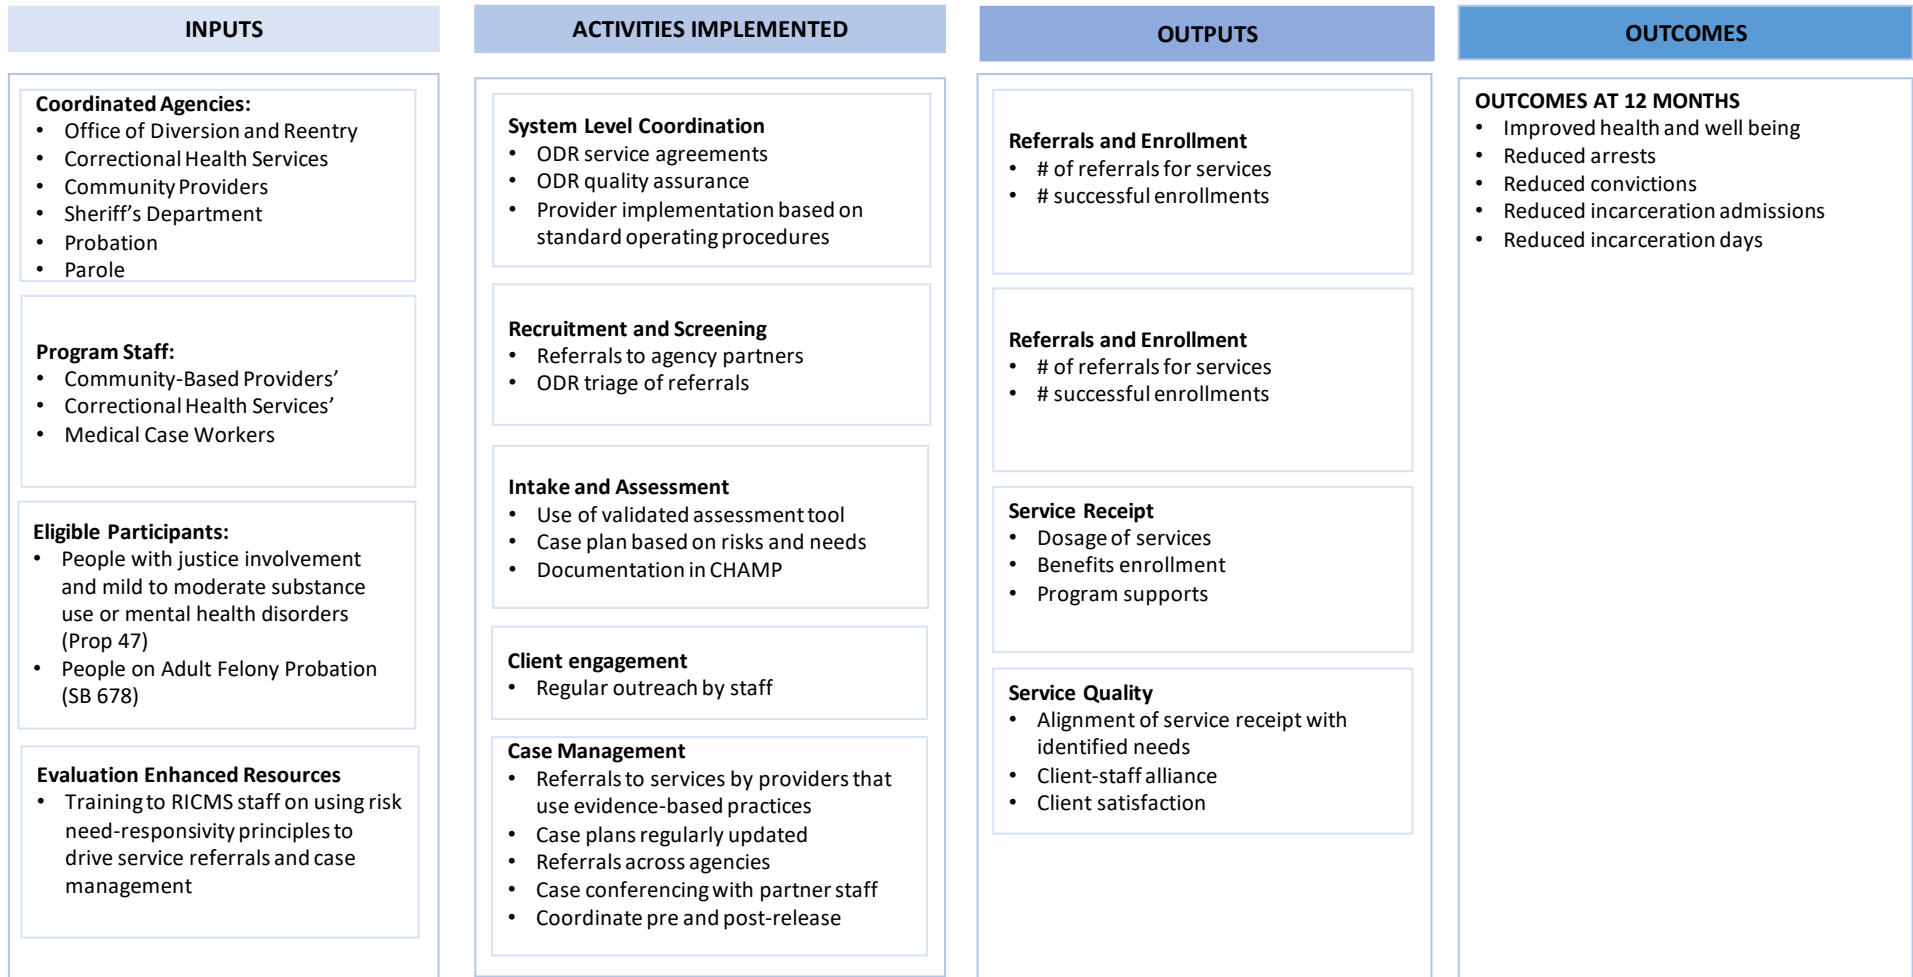 INPUTS
Coordinated Agencies:
• Office of Diversion and Reentry
• Correctional Health Services
• Community Providers
• Sheriff’s Department
• Probation
• Parole
Program Staff:
• Community-Based Providers’
• Correctional Health Services’
• Medical Case Workers
Eligible Participants:
• People with justice involvement
and mild to moderate substance
use or mental health disorders
(Prop 47)
• People on Adult Felony Probation
(SB 678)
Evaluation Enhanced Resources
• Training to RICMS staff on using risk
need-responsivity principles to
drive service referrals and case
management
ACTIVITIES IMPLEMENTED
System Level Coordination
• ODR service agreements
• ODR quality assurance
• Provider implementation based on
standard operating procedures
Recruitment and Screening
• Referrals to agency partners
• ODR triage of referrals
Intake and Assessment
• Use of validated assessment tool
• Case plan based on risks and needs
• Documentation in CHAMP
Client engagement
• Regular outreach by staff
Case Management
• Referrals to services by providers that
use evidence-based practices
• Case plans regularly updated
• Referrals across agencies
• Case conferencing with partner staff
• Coordinate pre and post-release
OUTPUTS
Referrals and Enrollment
• # of referrals for services
• # successful enrollments
Referrals and Enrollment
• # of referrals for services
• # successful enrollments
Service Receipt
• Dosage of services
• Benefits enrollment
• Program supports
Service Quality
• Alignment of service receipt with
identified needs
• Client-staff alliance
• Client satisfaction
OUTCOMES
OUTCOMES AT 12 MONTHS
• Improved health and well being
• Reduced arrests
• Reduced convictions
• Reduced incarceration admissions
• Reduced incarceration days